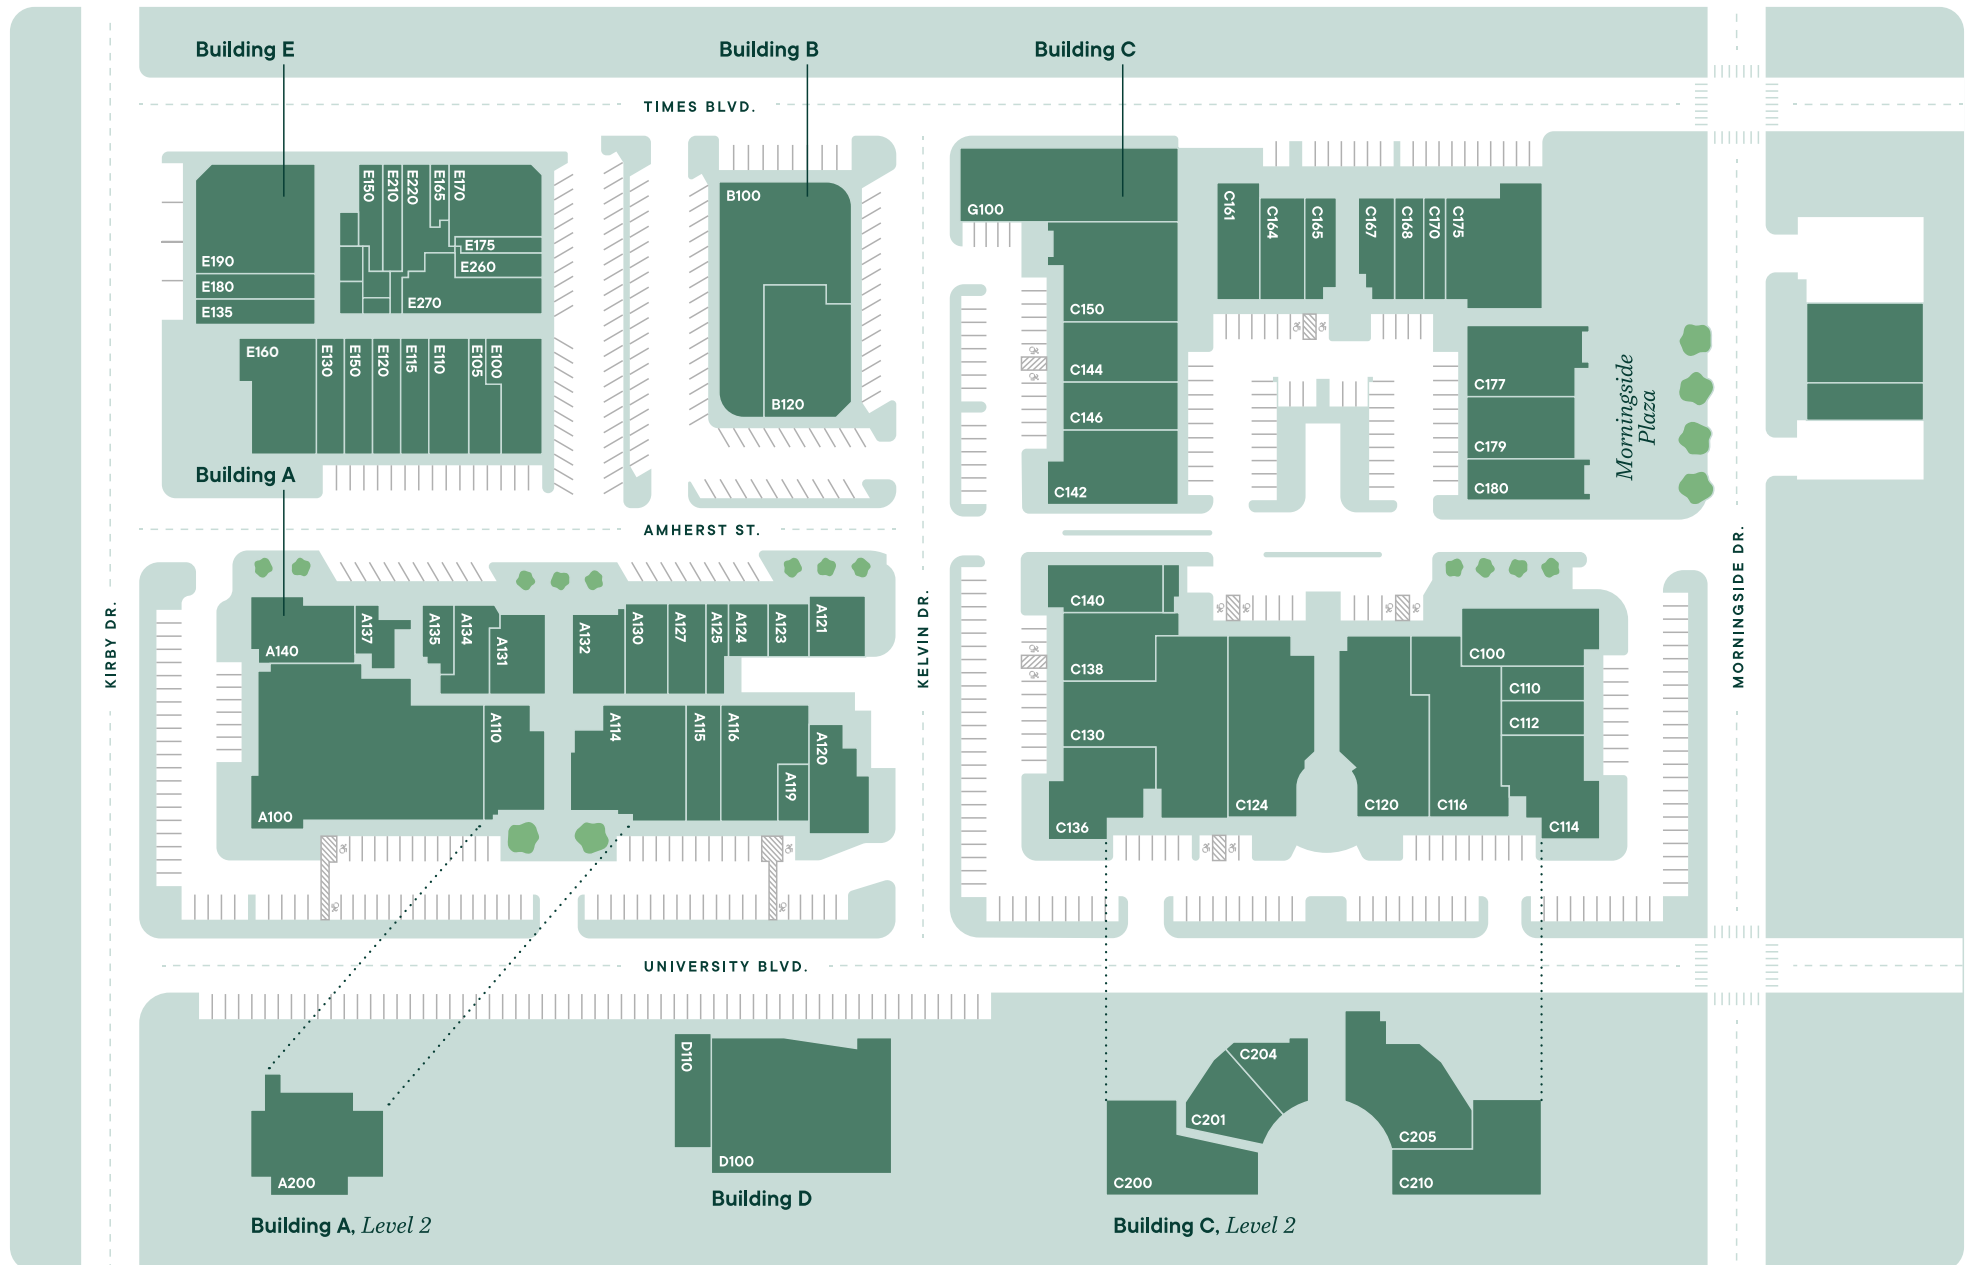 Building E
Building B
Building C
TIMES BLVD.
E150
E210
E220
E165
E170
E175
E260
E270
E190
E180
E135
E160
E130
E150
E120
E115
E110
E105
E100
B100
B120
G100
C150
C144
C146
C142
C161
C164
C165
C167
C168
C170
C175
C177
C179
C180
Morningside
Plaza
Building A
AMHERST ST.
KIRBY DR.
KELVIN DR.
MORNINGSIDE DR.
A140
A137
A135
A134
A131
A132
A130
A127
A125
A124
A123
A121
A100
A110
A114
A115
A116
A119
A120
C140
C138
C130
C136
C124
C120
C116
C100
C110
C112
C114
UNIVERSITY BLVD.
A200
Building A, Level 2
D110
D100
Building D
C204
C201
C200
C205
C210
Building C, Level 2